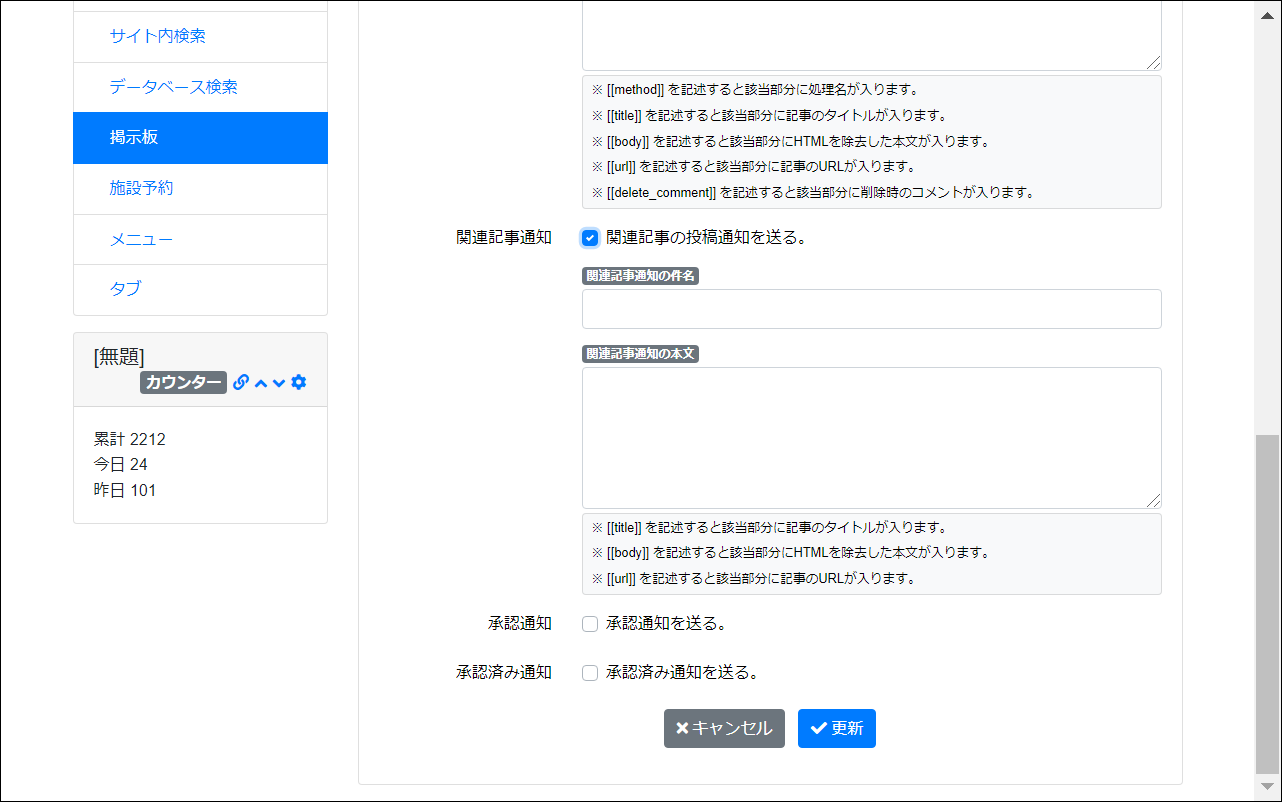 サイト内検索
データベース検索
掲示板
施設予約
メニュー
タブ
[無題]
カウンター
累計 2212
今日 24
昨日 101
※ [[method]] を記述すると該当部分に処理名が入ります。
※ [[title]] を記述すると該当部分に記事のタイトルが入ります。
※ [[body]] を記述すると該当部分にHTMLを除去した本文が入ります。
※ [[url]] を記述すると該当部分に記事のURLが入ります。
※ [[delete_comment]] を記述すると該当部分に削除時のコメントが入ります。
関連記事通知 関連記事の投稿通知を送る。
関連記事通知の件名
関連記事通知の本文
※ [[title]] を記述すると該当部分に記事のタイトルが入ります。
※ [[body]] を記述すると該当部分にHTMLを除去した本文が入ります。
※ [[url]] を記述すると該当部分に記事のURLが入ります。
承認通知 承認通知を送る。
承認済み通知 承認済み通知を送る。
キャンセル 更新